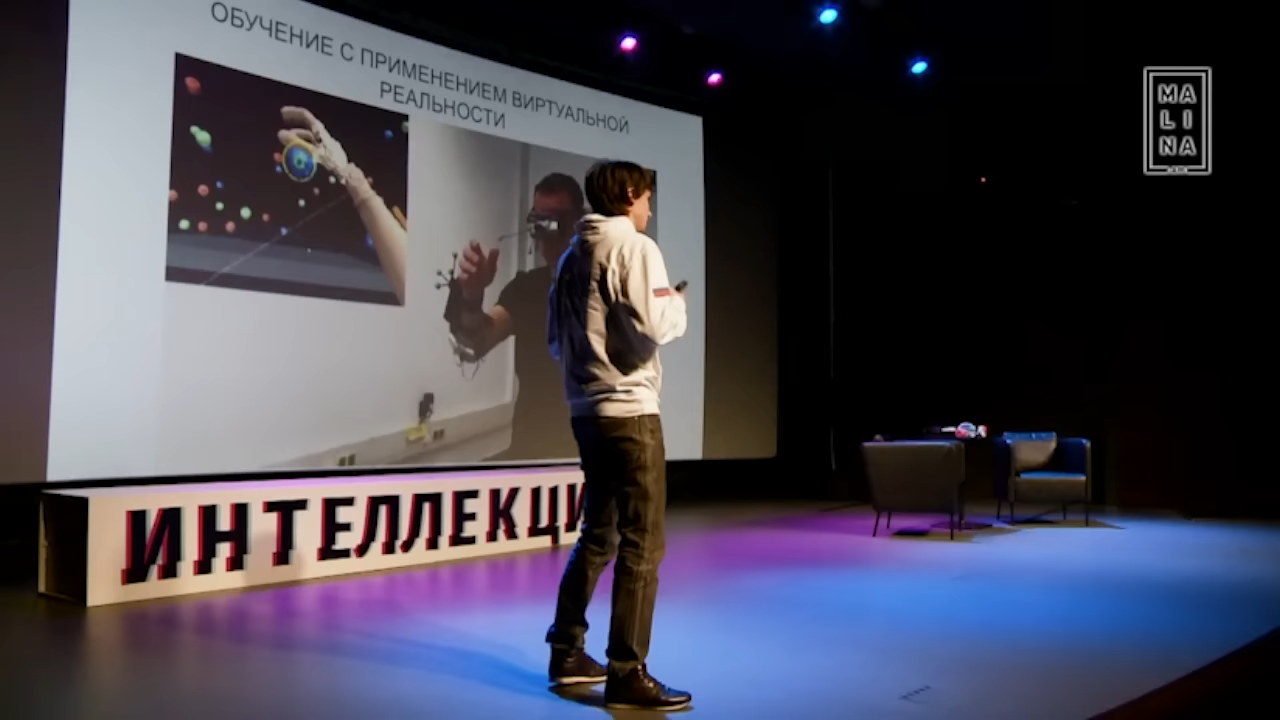 ОБУЧЕНИЕ С ПРИМЕНЕНИЕМ ВИРТУАЛЬНОЙ
РЕАЛЬНОСТИ
MA
LI
NA
ИНТЕЛЛЕКЦИ